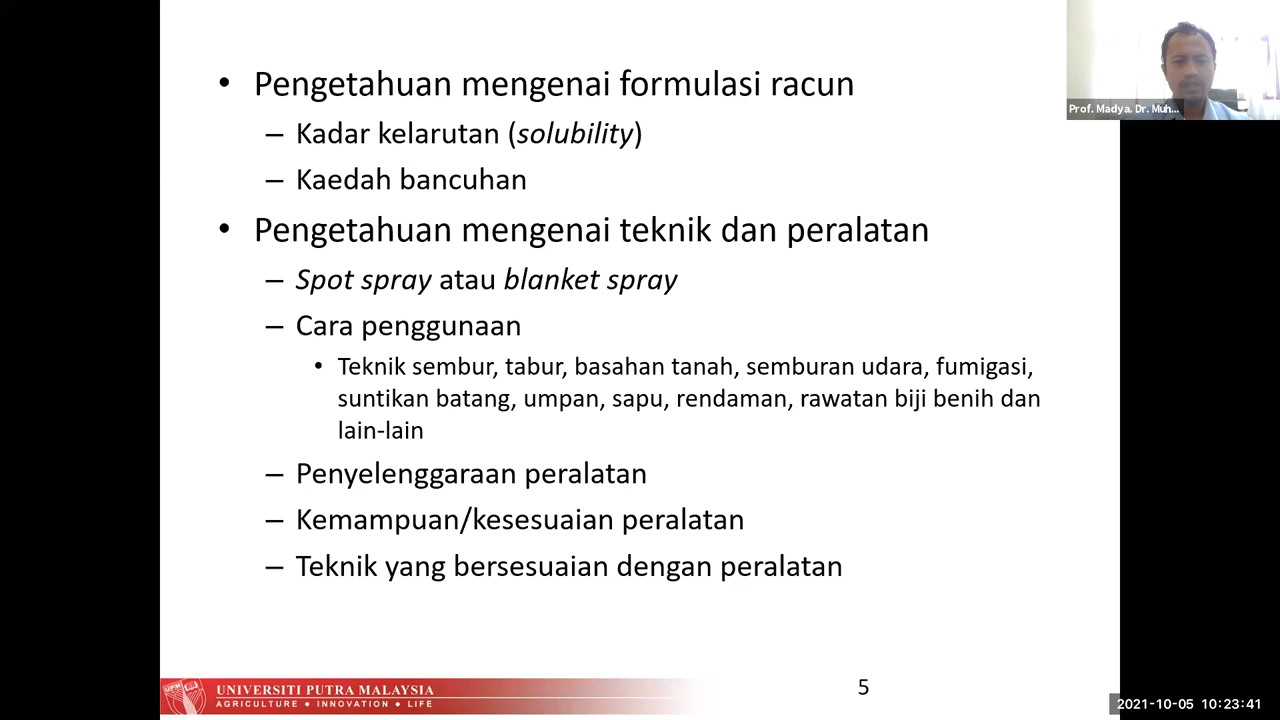 • Pengetahuan mengenai formulasi racun
– Kadar kelarutan (solubility)
– Kaedah bancuhan
• Pengetahuan mengenai teknik dan peralatan
– Spot spray atau blanket spray
– Cara penggunaan
• Teknik sembur, tabur, basahan tanah, semburan udara, fumigasi,
suntikan batang, umpan, sapu, rendaman, rawatan biji benih dan
lain-lain
– Penyelenggaraan peralatan
– Kemampuan/kesesuaian peralatan
– Teknik yang bersesuaian dengan peralatan
Prof. Madya. Dr. Muh...
UPM
UNIVERSITI PUTRA MALAYSIA
AGRICULTURE • INNOVATION • LIFE
5
2021-10-05 10:23:41